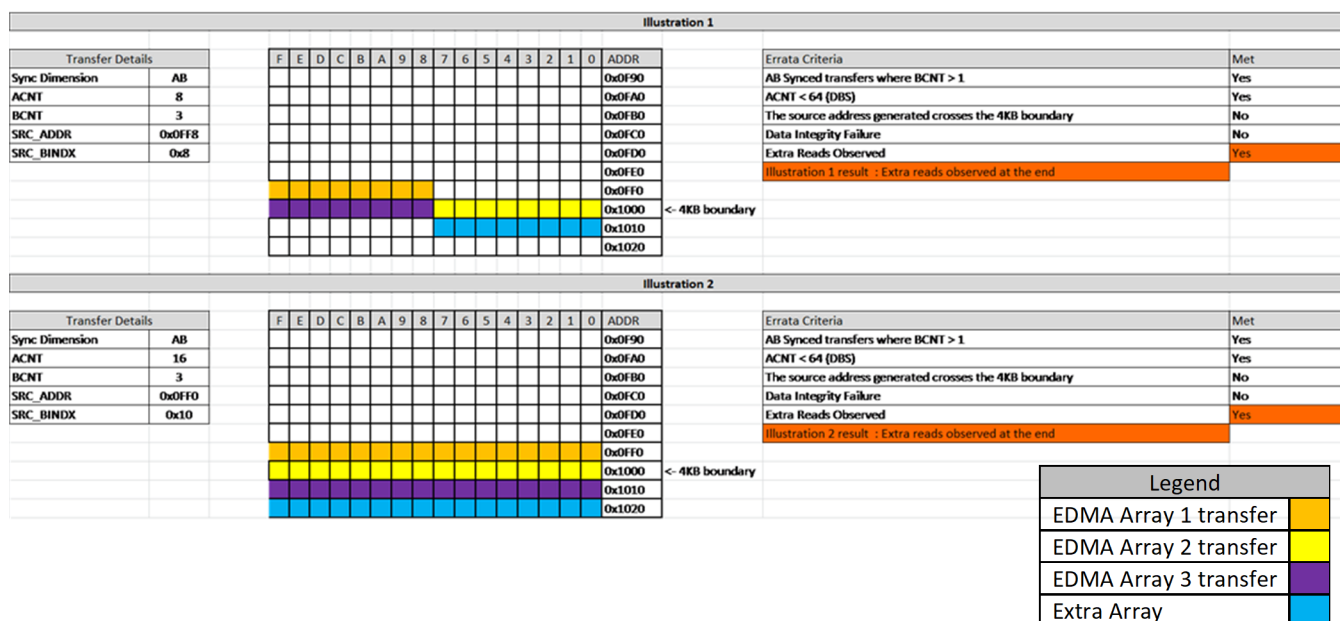 Illustration 1
Transfer Details F E D C B A 9 8 7 6 5 4 3 2 1 0 ADDR Errata Criteria Met
Sync Dimension AB 0x0F90 AB Synced transfers where BCNT > 1 Yes
ACNT 8 0x0FA0 ACNT < 64 (DBS) Yes
BCNT 3 0x0FB0 The source address generated crosses the 4KB boundary No
SRC_ADDR 0x0FF8 0x0FC0 Data Integrity Failure No
SRC_BINDX 0x8 0x0FD0 Extra Reads Observed Yes
0x0FE0 Illustration 1 result : Extra reads observed at the end
0x0FF0
0x1000 <- 4KB boundary
0x1010
0x1020
Illustration 2
Transfer Details F E D C B A 9 8 7 6 5 4 3 2 1 0 ADDR Errata Criteria Met
Sync Dimension AB 0x0F90 AB Synced transfers where BCNT > 1 Yes
ACNT 16 0x0FA0 ACNT < 64 (DBS) Yes
BCNT 3 0x0FB0 The source address generated crosses the 4KB boundary No
SRC_ADDR 0x0FF0 0x0FC0 Data Integrity Failure No
SRC_BINDX 0x10 0x0FD0 Extra Reads Observed Yes
0x0FE0 Illustration 2 result : Extra reads observed at the end
0x0FF0
0x1000 <- 4KB boundary
0x1010
0x1020
Legend
EDMA Array 1 transfer
EDMA Array 2 transfer
EDMA Array 3 transfer
Extra Array